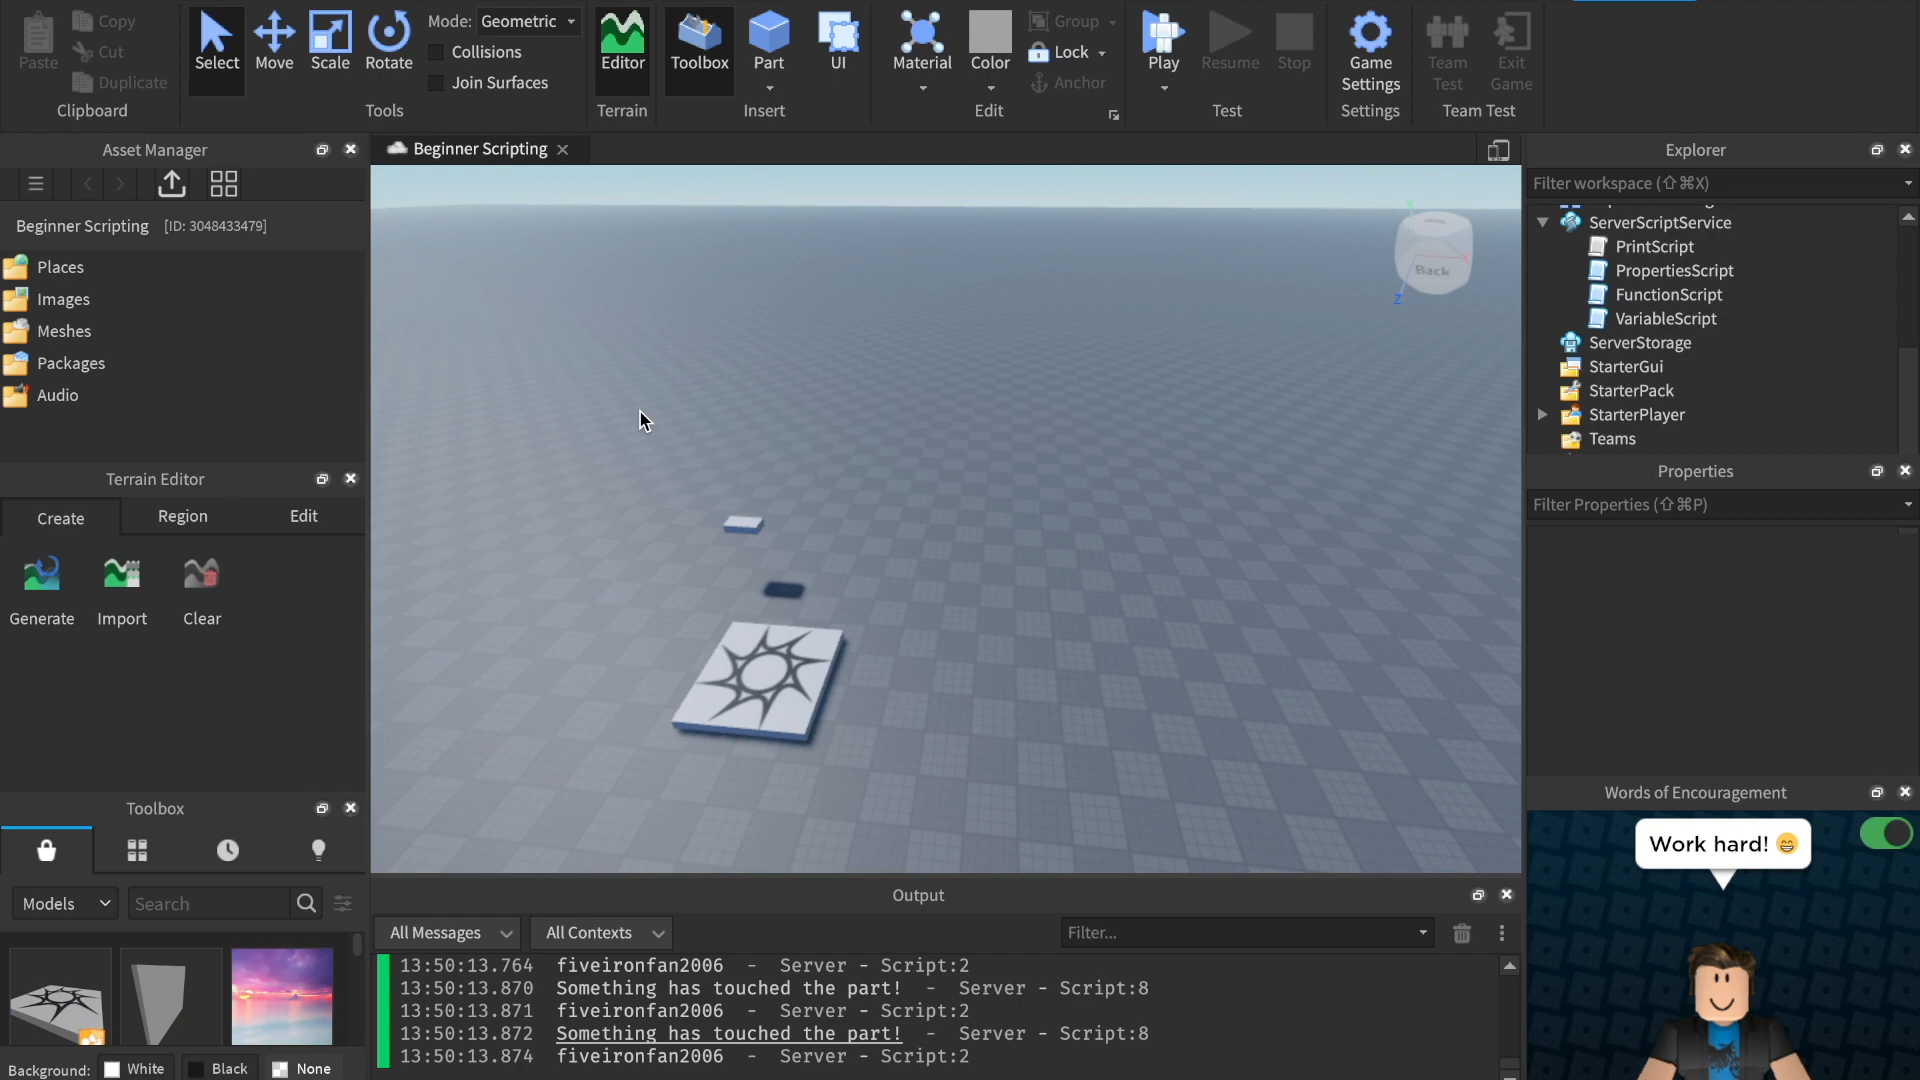 Paste
Copy
Cut
Duplicate
Clipboard
Select
Move
Scale
Rotate
Mode: Geometric
Collisions
Join Surfaces
Tools
Editor
Terrain
Toolbox
Part
UI
Insert
Material
Color
Group
Lock
Anchor
Edit
Play
Resume
Stop
Test
Game
Settings
Settings
Team
Test
Exit
Game
Team Test
Asset Manager
Beginner Scripting [ID: 3048433479]
Places
Images
Meshes
Packages
Audio
Terrain Editor
Create
Region
Edit
Generate
Import
Clear
Toolbox
Models
Search
Background:
White
Black
None
Beginner Scripting
Y
X
Z
Back
Output
All Messages
All Contexts
Filter...
13:50:13.764 fiveironfan2006 - Server - Script:2
13:50:13.870 Something has touched the part! - Server - Script:8
13:50:13.871 fiveironfan2006 - Server - Script:2
13:50:13.872 Something has touched the part! - Server - Script:8
13:50:13.874 fiveironfan2006 - Server - Script:2
Explorer
Filter workspace (⇧⌘X)
ServerScriptService
PrintScript
PropertiesScript
FunctionScript
VariableScript
ServerStorage
StarterGui
StarterPack
StarterPlayer
Teams
Properties
Filter Properties (⇧⌘P)
Words of Encouragement
Work hard! 😁